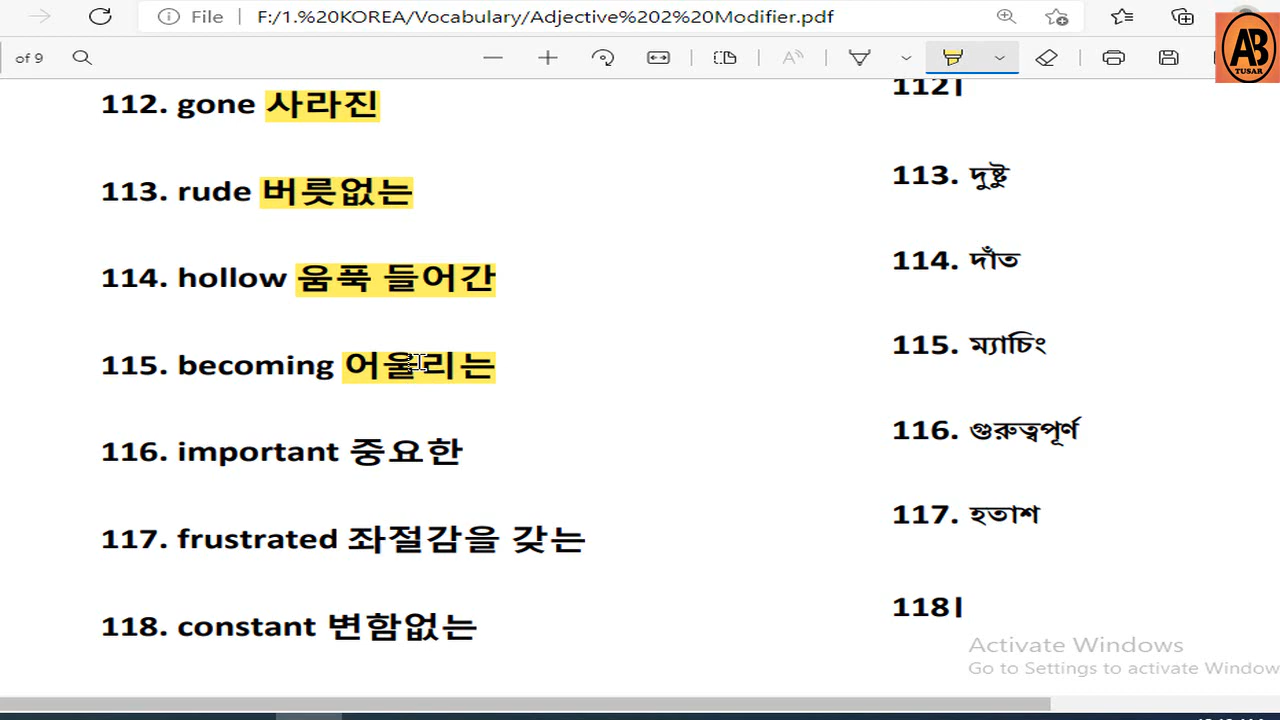 File F:/1.%20KOREA/Vocabulary/Adjective%202%20Modifier.pdf
AB
TUSAR
of 9
112. gone 사라진
113. rude 버릇없는
114. hollow 움푹 들어간
115. becoming 어울리는
116. important 중요한
117. frustrated 좌절감을 갖는
118. constant 변함없는
112।
113. দুষ্টু
114. দাঁত
115. ম্যাচিং
116. গুরুত্বপূর্ণ
117. হতাশ
118।
Activate Windows
Go to Settings to activate Window